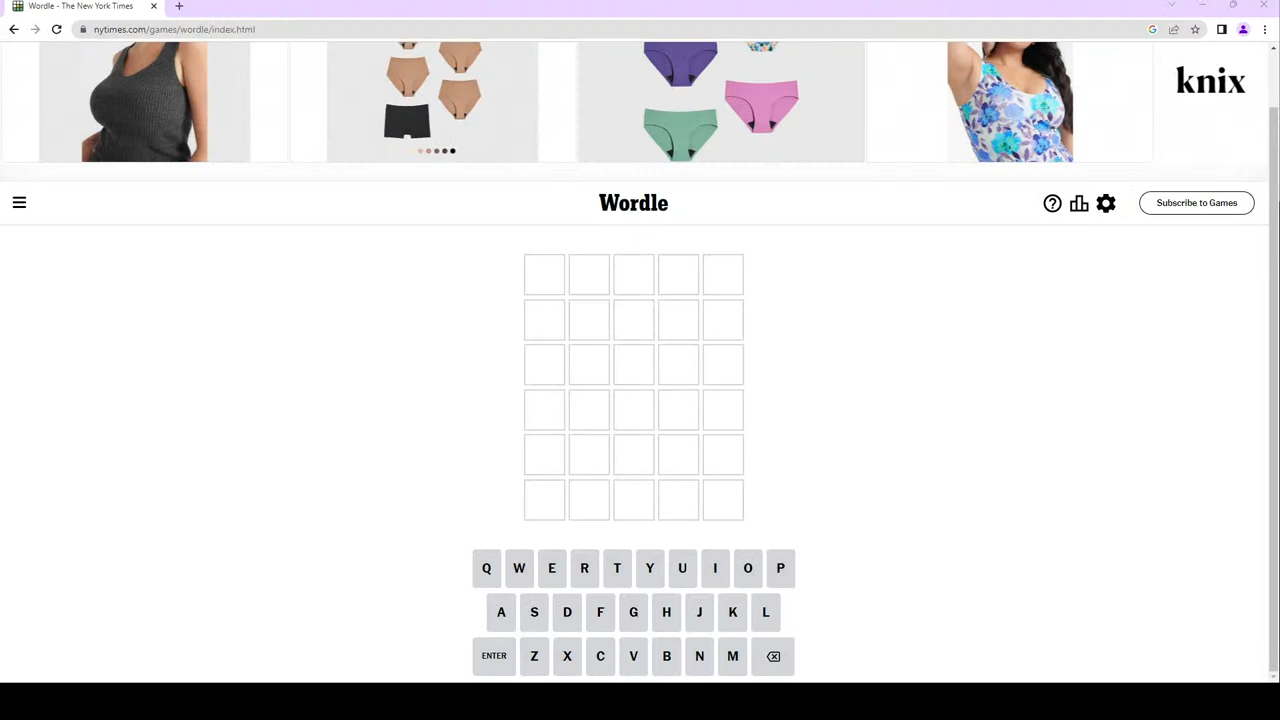 Wordle - The New York Times
nytimes.com/games/wordle/index.html
knix
Wordle
Subscribe to Games
Q W E R T Y U I O P
A S D F G H J K L
ENTER Z X C V B N M